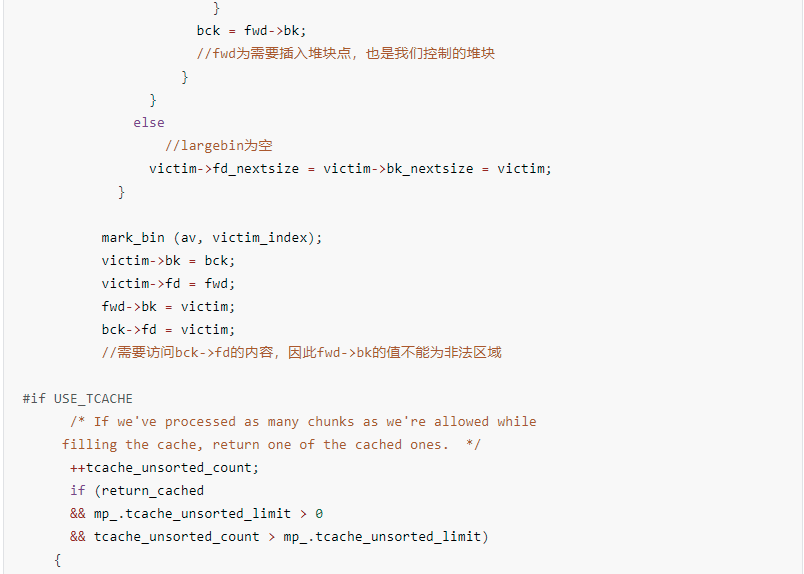 }
bck = fwd->bk;
//fwd为需要插入堆块点，也是我们控制的堆块
}
}
else
//largebin为空
victim->fd_nextsize = victim->bk_nextsize = victim;
}
mark_bin (av, victim_index);
victim->bk = bck;
victim->fd = fwd;
fwd->bk = victim;
bck->fd = victim;
//需要访问bck->fd的内容，因此fwd->bk的值不能为非法区域
#if USE_TCACHE
/* If we've processed as many chunks as we're allowed while
filling the cache, return one of the cached ones.  */
++tcache_unsorted_count;
if (return_cached
&& mp_.tcache_unsorted_limit > 0
&& tcache_unsorted_count > mp_.tcache_unsorted_limit)
{